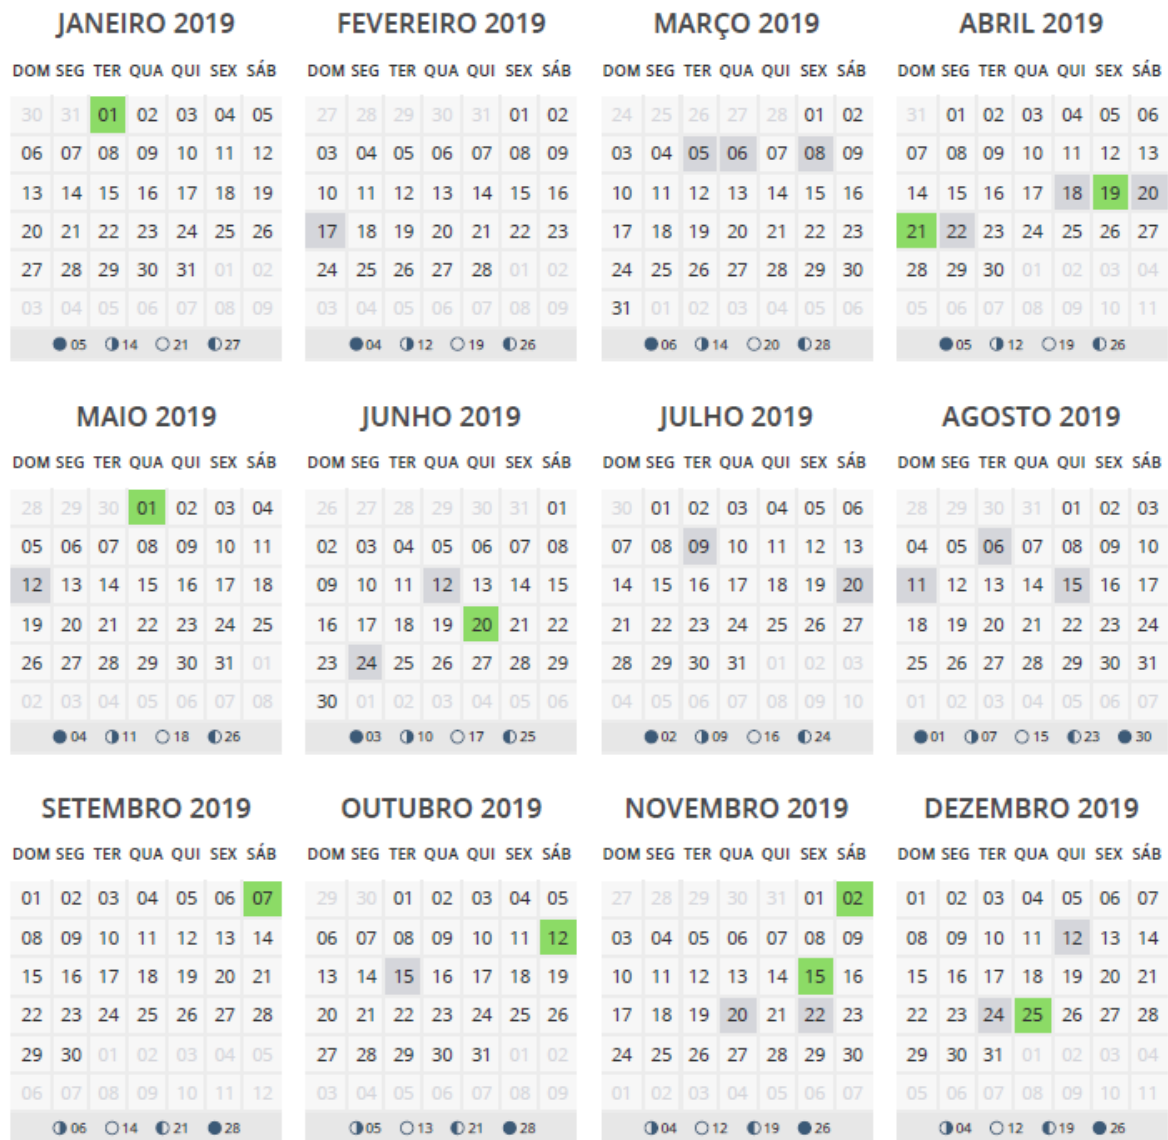 JANEIRO 2019 FEVEREIRO 2019 MARÇO 2019 ABRIL 2019
DOM SEG TER QUA QUI SEX SÁB DOM SEG TER QUA QUI SEX SÁB DOM SEG TER QUA QUI SEX SÁB DOM SEG TER QUA QUI SEX SÁB
30 31 01 02 03 04 05 27 28 29 30 31 01 02 24 25 26 27 28 01 02 31 01 02 03 04 05 06
06 07 08 09 10 11 12 03 04 05 06 07 08 09 03 04 05 06 07 08 09 07 08 09 10 11 12 13
13 14 15 16 17 18 19 10 11 12 13 14 15 16 10 11 12 13 14 15 16 14 15 16 17 18 19 20
20 21 22 23 24 25 26 17 18 19 20 21 22 23 17 18 19 20 21 22 23 21 22 23 24 25 26 27
27 28 29 30 31 01 02 24 25 26 27 28 01 02 24 25 26 27 28 29 30 28 29 30 01 02 03 04
03 04 05 06 07 08 09 03 04 05 06 07 08 09 31 01 02 03 04 05 06 05 06 07 08 09 10 11
05 14 21 27 04 12 19 26 06 14 20 28 05 12 19 26
MAIO 2019 JUNHO 2019 JULHO 2019 AGOSTO 2019
DOM SEG TER QUA QUI SEX SÁB DOM SEG TER QUA QUI SEX SÁB DOM SEG TER QUA QUI SEX SÁB DOM SEG TER QUA QUI SEX SÁB
28 29 30 01 02 03 04 26 27 28 29 30 31 01 30 01 02 03 04 05 06 28 29 30 31 01 02 03
05 06 07 08 09 10 11 02 03 04 05 06 07 08 07 08 09 10 11 12 13 04 05 06 07 08 09 10
12 13 14 15 16 17 18 09 10 11 12 13 14 15 14 15 16 17 18 19 20 11 12 13 14 15 16 17
19 20 21 22 23 24 25 16 17 18 19 20 21 22 21 22 23 24 25 26 27 18 19 20 21 22 23 24
26 27 28 29 30 31 01 23 24 25 26 27 28 29 28 29 30 31 01 02 03 25 26 27 28 29 30 31
02 03 04 05 06 07 08 30 01 02 03 04 05 06 04 05 06 07 08 09 10 01 02 03 04 05 06 07
04 11 18 26 03 10 17 25 02 09 16 24 01 07 15 23 30
SETEMBRO 2019 OUTUBRO 2019 NOVEMBRO 2019 DEZEMBRO 2019
DOM SEG TER QUA QUI SEX SÁB DOM SEG TER QUA QUI SEX SÁB DOM SEG TER QUA QUI SEX SÁB DOM SEG TER QUA QUI SEX SÁB
01 02 03 04 05 06 07 29 30 01 02 03 04 05 27 28 29 30 31 01 02 01 02 03 04 05 06 07
08 09 10 11 12 13 14 06 07 08 09 10 11 12 03 04 05 06 07 08 09 08 09 10 11 12 13 14
15 16 17 18 19 20 21 13 14 15 16 17 18 19 10 11 12 13 14 15 16 15 16 17 18 19 20 21
22 23 24 25 26 27 28 20 21 22 23 24 25 26 17 18 19 20 21 22 23 22 23 24 25 26 27 28
29 30 01 02 03 04 05 27 28 29 30 31 01 02 24 25 26 27 28 29 30 29 30 31 01 02 03 04
06 07 08 09 10 11 12 03 04 05 06 07 08 09 01 02 03 04 05 06 07 05 06 07 08 09 10 11
06 14 21 28 05 13 21 28 04 12 19 26 04 12 19 26